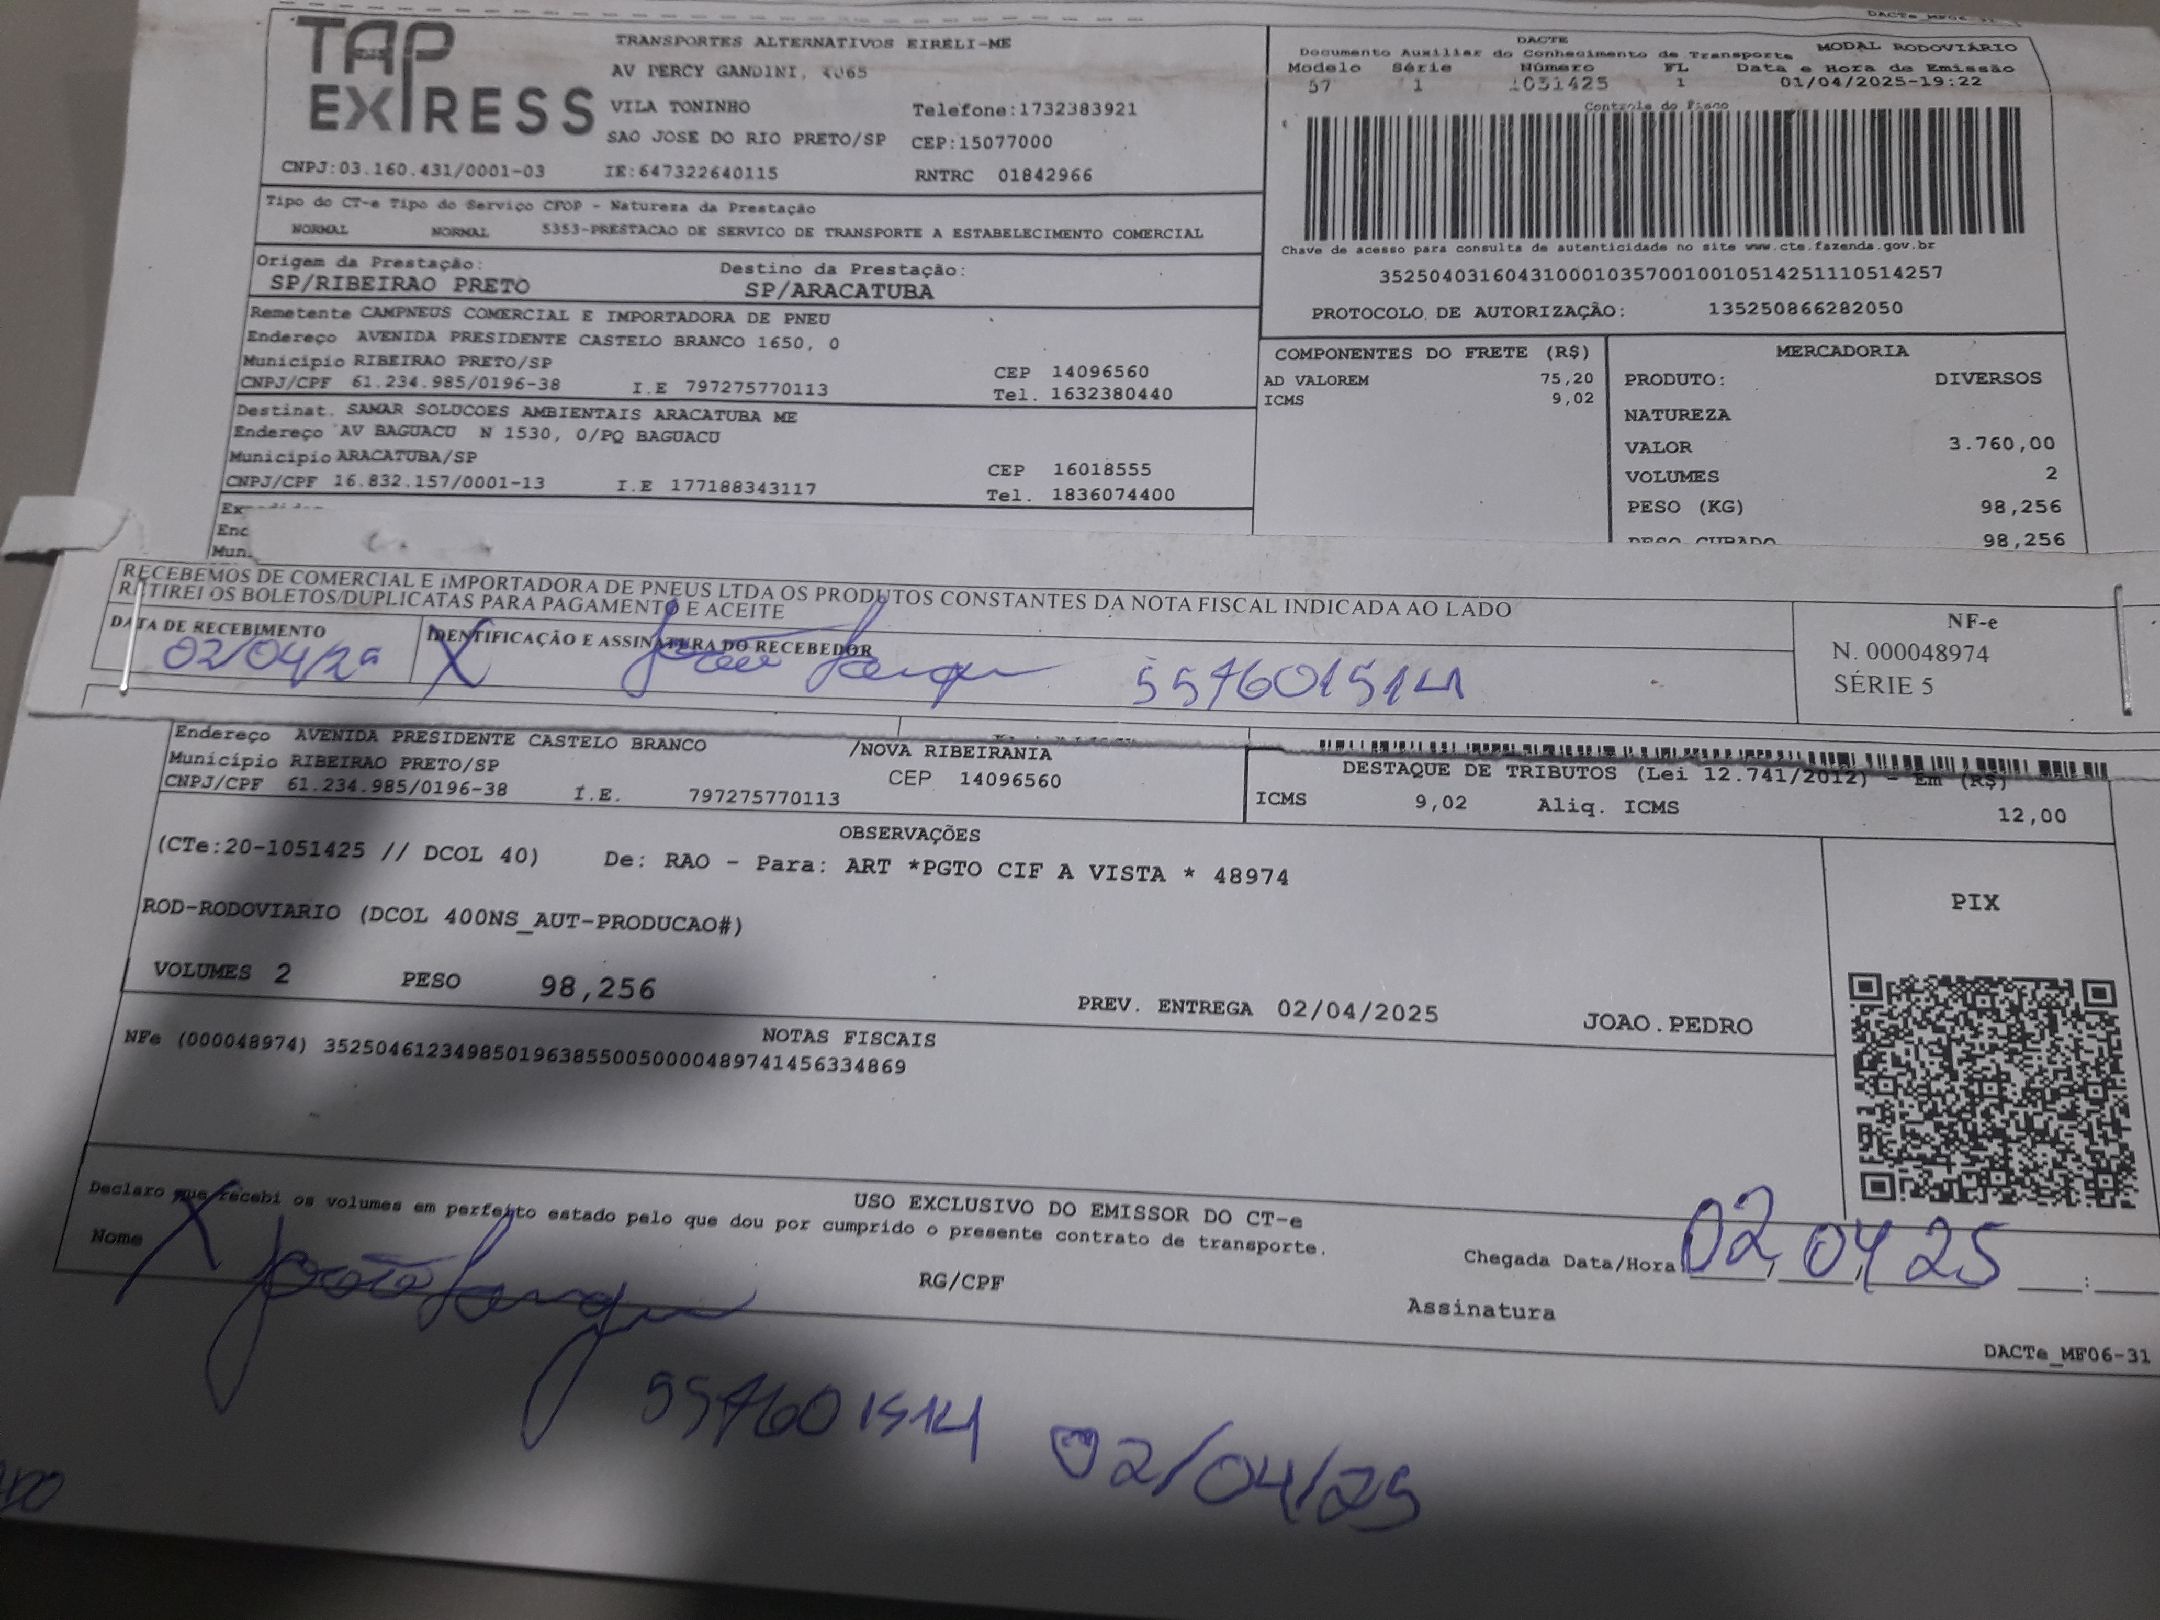 DACTe_MF06-31
TAP EXPRESS
TRANSPORTES ALTERNATIVOS EIRELI-ME
AV PERCY GANDINI, 4065
VILA TONINHO Telefone:1732383921
SAO JOSE DO RIO PRETO/SP CEP:15077000
CNPJ:03.160.431/0001-03 IE:647322640115 RNTRC 01842966
DACTE
Documento Auxiliar do Conhecimento de Transporte MODAL RODOVIÁRIO
Modelo Série Número FL Data e Hora de Emissão
57 1 1051425 1 01/04/2025-19:22
Controle do Fisco
Chave de acesso para consulta de autenticidade no site www.cte.fazenda.gov.br
35250403160431000103570010010514251110514257
PROTOCOLO DE AUTORIZAÇÃO: 135250866282050
Tipo do CT-e Tipo do Serviço CFOP - Natureza da Prestação
NORMAL NORMAL 5353-PRESTACAO DE SERVICO DE TRANSPORTE A ESTABELECIMENTO COMERCIAL
Origem da Prestação: Destino da Prestação:
SP/RIBEIRAO PRETO SP/ARACATUBA
Remetente CAMPNEUS COMERCIAL E IMPORTADORA DE PNEU
Endereço AVENIDA PRESIDENTE CASTELO BRANCO 1650, 0
Município RIBEIRAO PRETO/SP CEP 14096560
CNPJ/CPF 61.234.985/0196-38 I.E 797275770113 Tel. 1632380440
Destinat. SAMAR SOLUCOES AMBIENTAIS ARACATUBA ME
Endereço AV BAGUACU N 1530, 0/PQ BAGUACU
Município ARACATUBA/SP CEP 16018555
CNPJ/CPF 16.832.157/0001-13 I.E 177188343117 Tel. 1836074400
COMPONENTES DO FRETE (R$)
AD VALOREM 75,20
ICMS 9,02
MERCADORIA
PRODUTO: DIVERSOS
NATUREZA
VALOR 3.760,00
VOLUMES 2
PESO (KG) 98,256
PESO CUBADO 98,256
RECEBEMOS DE COMERCIAL E IMPORTADORA DE PNEUS LTDA OS PRODUTOS CONSTANTES DA NOTA FISCAL INDICADA AO LADO
RETIREI OS BOLETOS/DUPLICATAS PARA PAGAMENTO E ACEITE
DATA DE RECEBIMENTO IDENTIFICAÇÃO E ASSINATURA DO RECEBEDOR
02/04/25 X João 557601514
NF-e
N. 000048974
SÉRIE 5
Endereço AVENIDA PRESIDENTE CASTELO BRANCO /NOVA RIBEIRANIA
Município RIBEIRAO PRETO/SP CEP 14096560
CNPJ/CPF 61.234.985/0196-38 I.E. 797275770113
DESTAQUE DE TRIBUTOS (Lei 12.741/2012) - Em (R$)
ICMS 9,02 Aliq. ICMS 12,00
OBSERVAÇÕES
(CTe:20-1051425 // DCOL 40) De: RAO - Para: ART *PGTO CIF A VISTA * 48974
ROD-RODOVIARIO (DCOL 400NS_AUT-PRODUCAO#)
VOLUMES 2 PESO 98,256
PREV. ENTREGA 02/04/2025 JOAO.PEDRO
PIX
NOTAS FISCAIS
NFe (000048974) 35250461234985019638550050000489741456334869
USO EXCLUSIVO DO EMISSOR DO CT-e
Declaro que recebi os volumes em perfeito estado pelo que dou por cumprido o presente contrato de transporte.
Nome X João RG/CPF
Chegada Data/Hora 02/04/25 :
Assinatura
DACTe_MF06-31
557601514 02/04/25